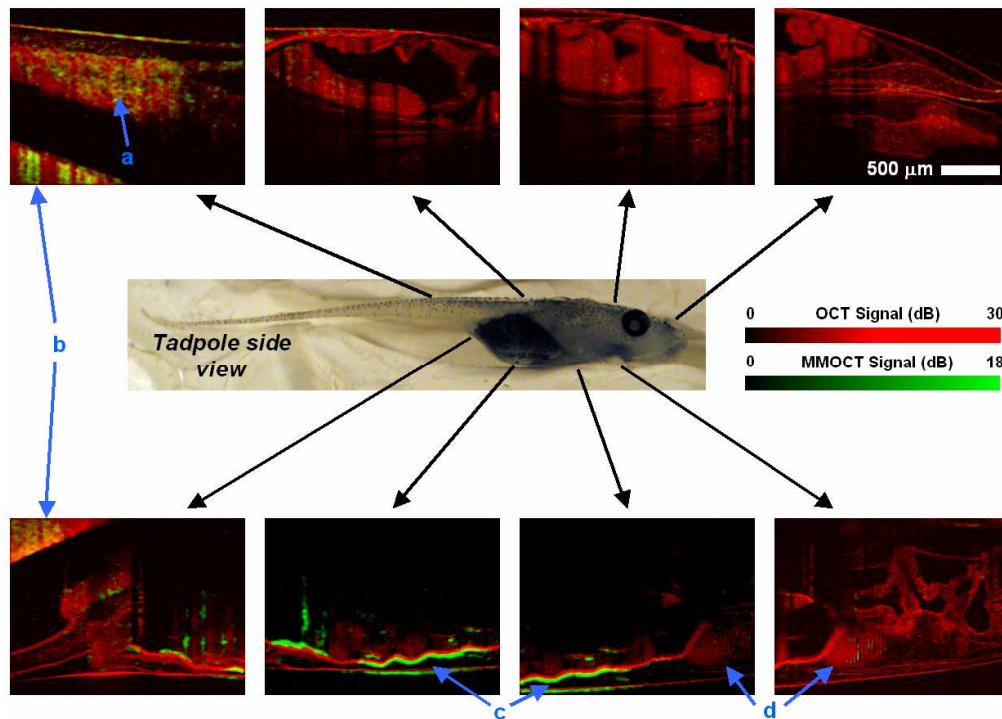 a
500 μm
b
Tadpole side
view
0 OCT Signal (dB) 30
0 MMOCT Signal (dB) 18
c
d